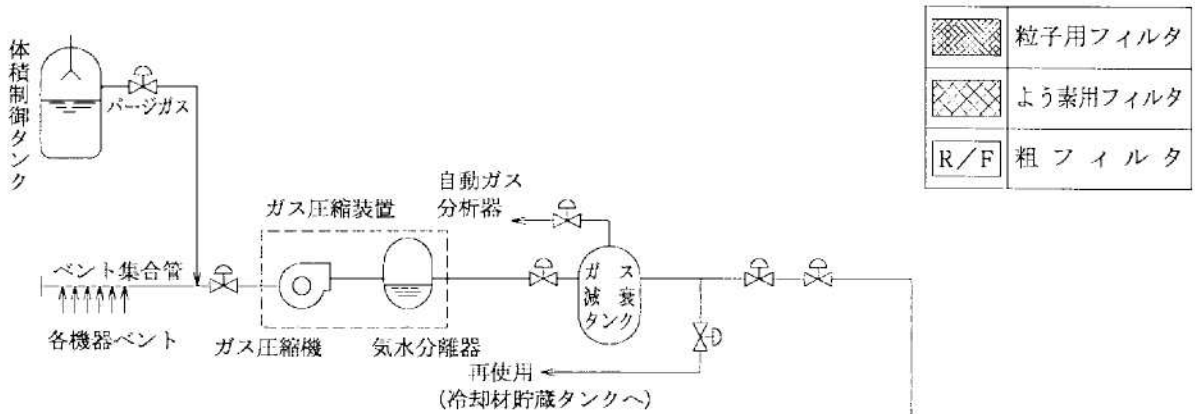 体積制御タンク
パージガス
ベント集合管
各機器ベント
ガス圧縮装置
ガス圧縮機
気水分離器
自動ガス
分析器
ガス
減衰
タンク
再使用
(冷却材貯蔵タンクへ)
粒子用フィルタ
よう素用フィルタ
R/F 粗フィルタ